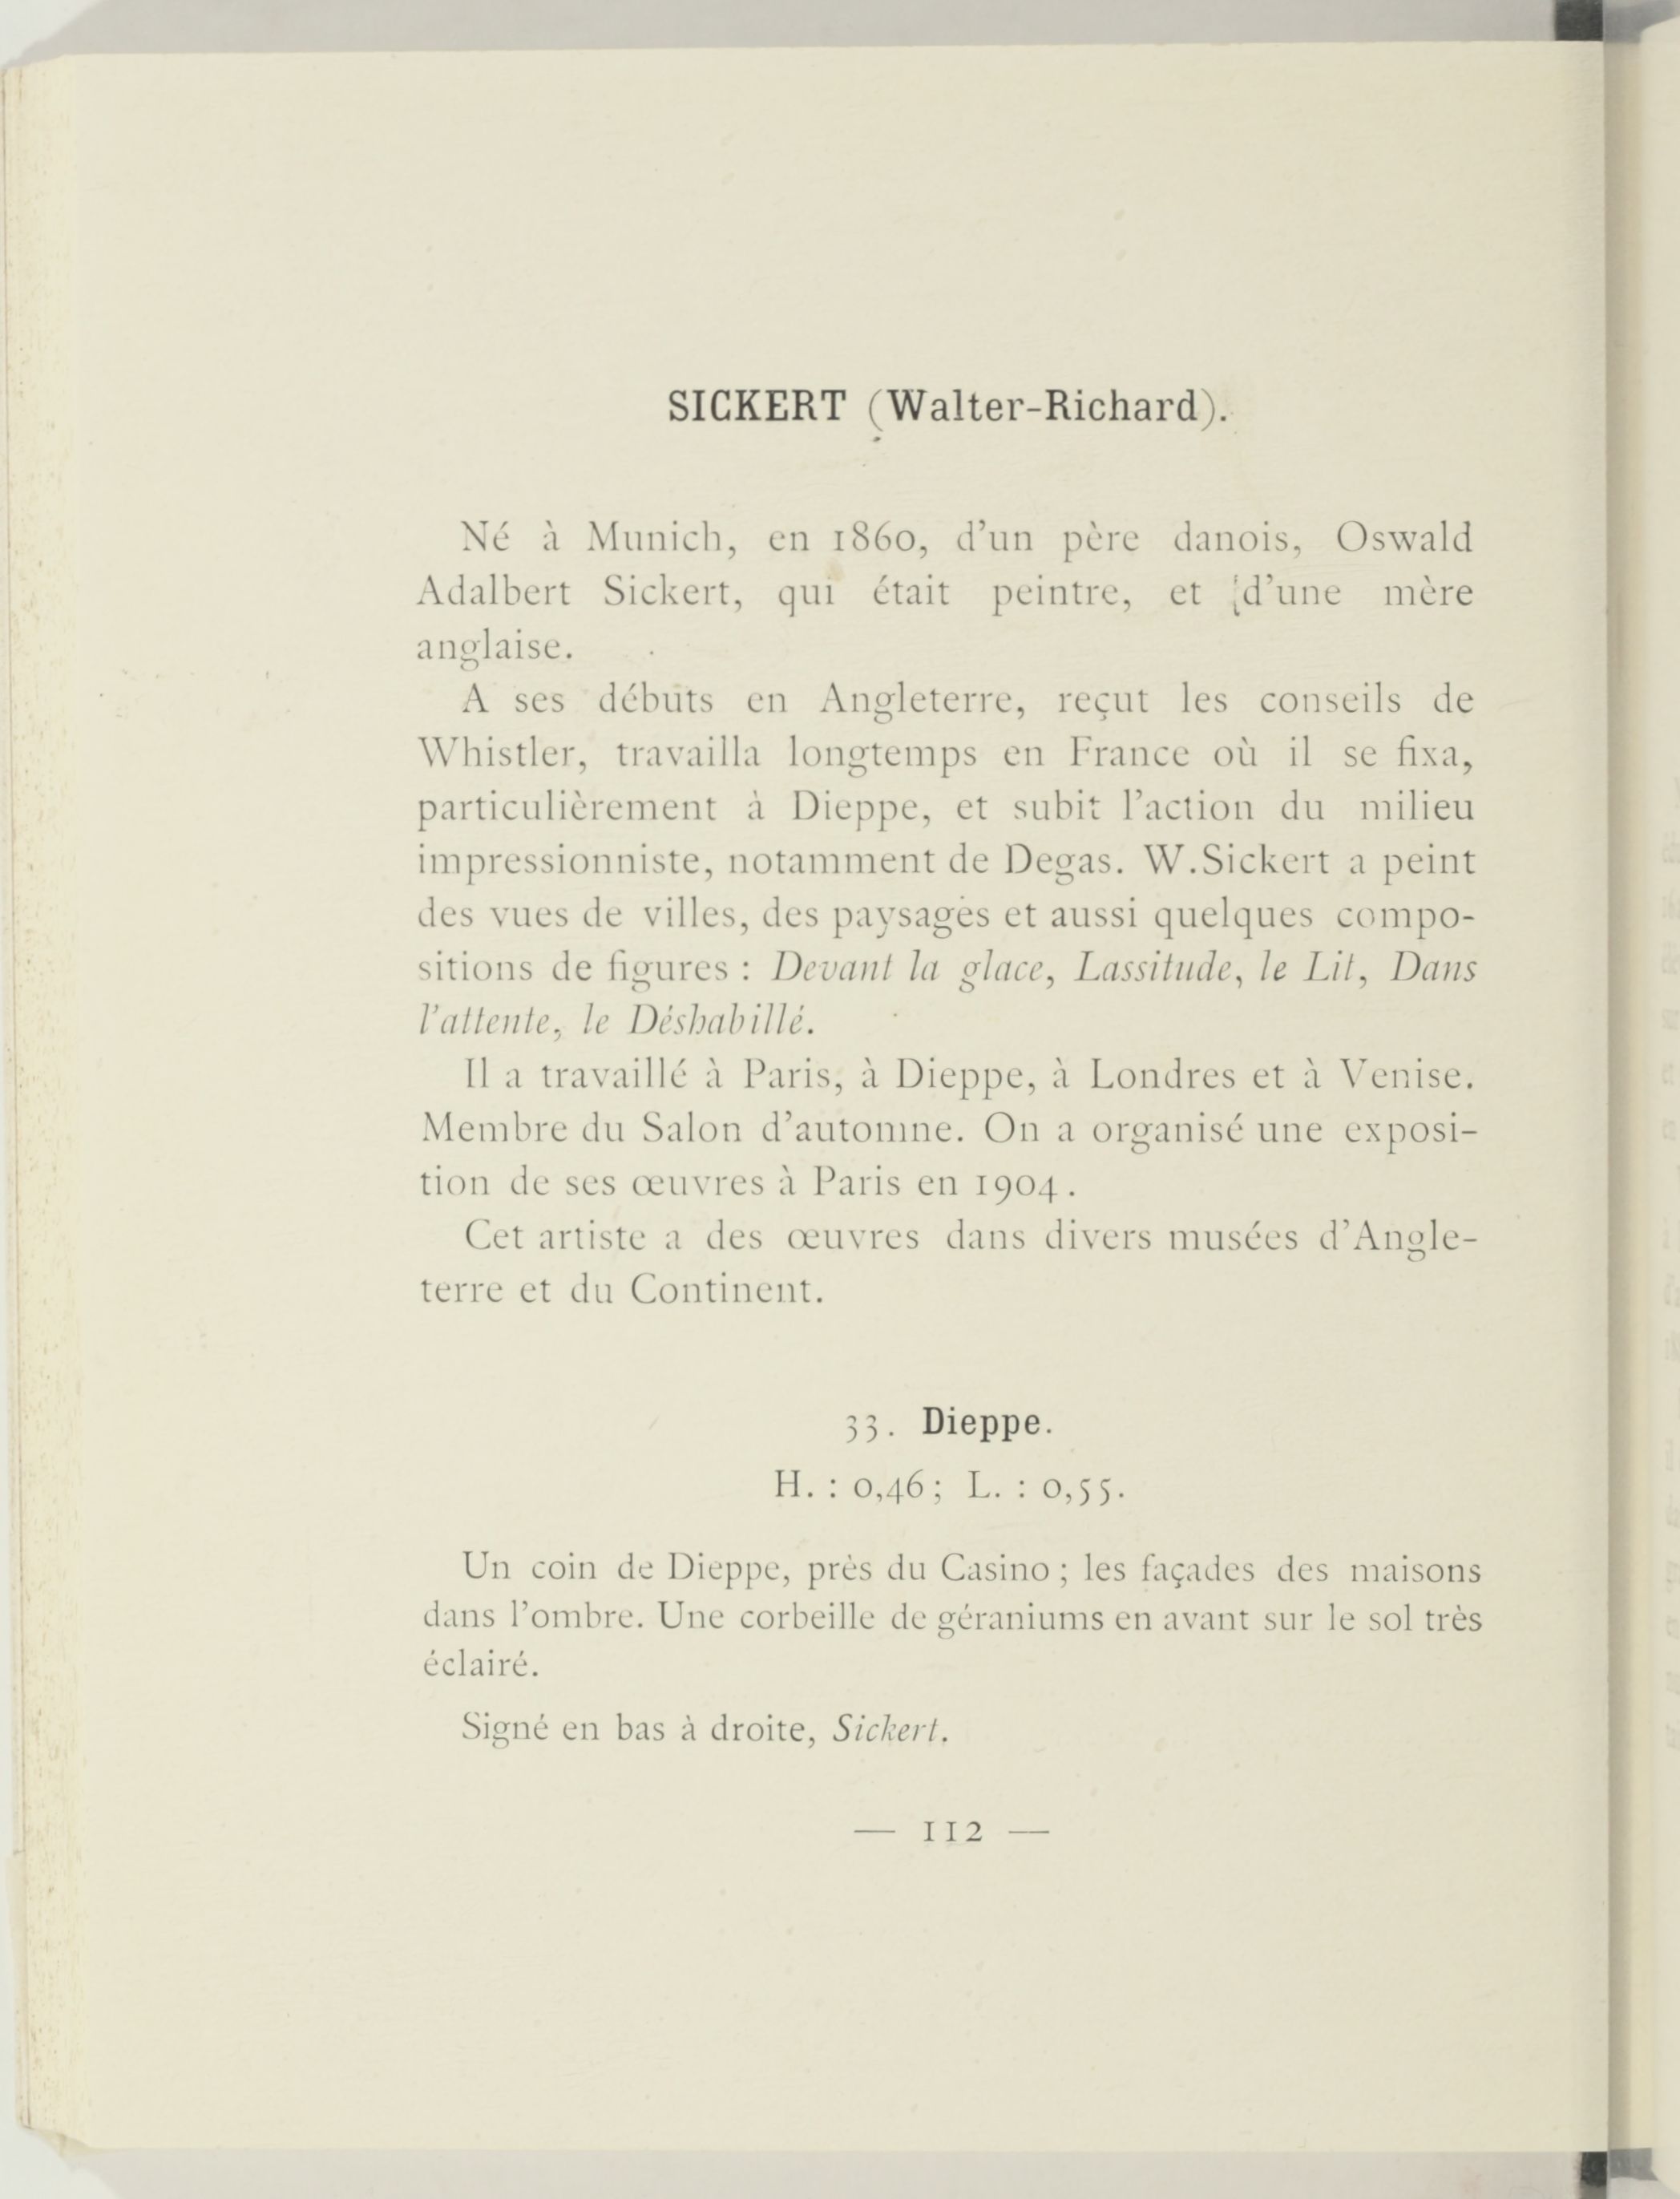 SICKERT (Walter-Richard).
Né à Munich, en 1860, d'un père danois, Oswald
Adalbert Sickert, qui était peintre, et d'une mère
anglaise.
A ses débuts en Angleterre, reçut les conseils de
Whistler, travailla longtemps en France où il se fixa,
particulièrement à Dieppe, et subit l'action du milieu
impressionniste, notamment de Degas. W.Sickert a peint
des vues de villes, des paysages et aussi quelques compo-
sitions de figures : Devant la glace, Lassitude, le Lit, Dans
l'attente, le Déshabillé.
Il a travaillé à Paris, à Dieppe, à Londres et à Venise.
Membre du Salon d'automne. On a organisé une exposi-
tion de ses œuvres à Paris en 1904.
Cet artiste a des œuvres dans divers musées d'Angle-
terre et du Continent.
33. Dieppe.
H. : 0,46; L. : 0,55.
Un coin de Dieppe, près du Casino ; les façades des maisons
dans l'ombre. Une corbeille de géraniums en avant sur le sol très
éclairé.
Signé en bas à droite, Sickert.
— 112 —